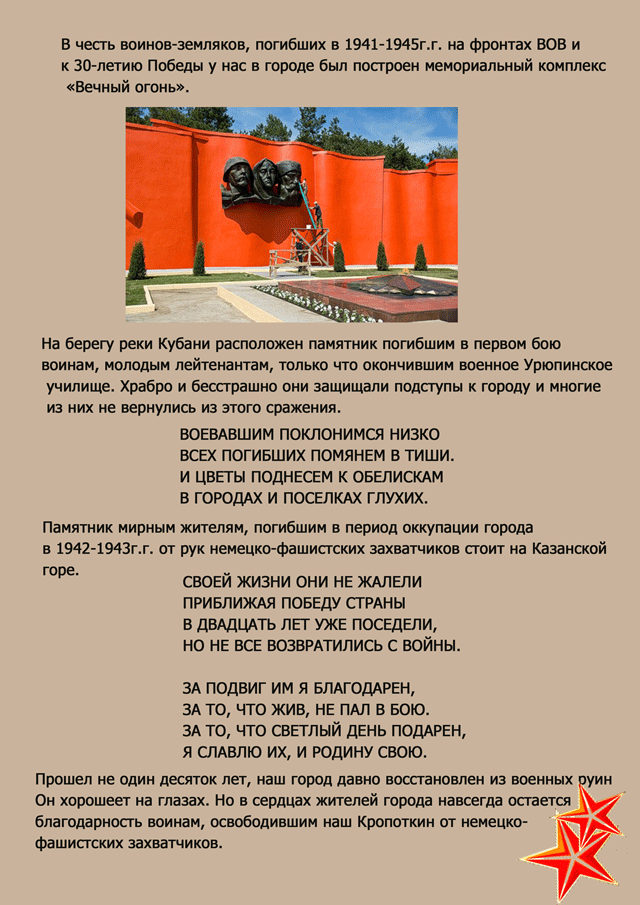 В честь воинов-земляков, погибших в 1941-1945г.г. на фронтах ВОВ и
к 30-летию Победы у нас в городе был построен мемориальный комплекс
«Вечный огонь».
На берегу реки Кубани расположен памятник погибшим в первом бою
воинам, молодым лейтенантам, только что окончившим военное Урюпинское
училище. Храбро и бесстрашно они защищали подступы к городу и многие
из них не вернулись из этого сражения.
ВОЕВАВШИМ ПОКЛОНИМСЯ НИЗКО
ВСЕХ ПОГИБШИХ ПОМЯНЕМ В ТИШИ.
И ЦВЕТЫ ПОДНЕСЕМ К ОБЕЛИСКАМ
В ГОРОДАХ И ПОСЕЛКАХ ГЛУХИХ.
Памятник мирным жителям, погибшим в период оккупации города
в 1942-1943г.г. от рук немецко-фашистских захватчиков стоит на Казанской
горе.
СВОЕЙ ЖИЗНИ ОНИ НЕ ЖАЛЕЛИ
ПРИБЛИЖАЯ ПОБЕДУ СТРАНЫ
В ДВАДЦАТЬ ЛЕТ УЖЕ ПОСЕДЕЛИ,
НО НЕ ВСЕ ВОЗВРАТИЛИСЬ С ВОЙНЫ.
ЗА ПОДВИГ ИМ Я БЛАГОДАРЕН,
ЗА ТО, ЧТО ЖИВ, НЕ ПАЛ В БОЮ.
ЗА ТО, ЧТО СВЕТЛЫЙ ДЕНЬ ПОДАРЕН,
Я СЛАВЛЮ ИХ, И РОДИНУ СВОЮ.
Прошел не один десяток лет, наш город давно восстановлен из военных руин
Он хорошеет на глазах. Но в сердцах жителей города навсегда остается
благодарность воинам, освободившим наш Кропоткин от немецко-
фашистских захватчиков.